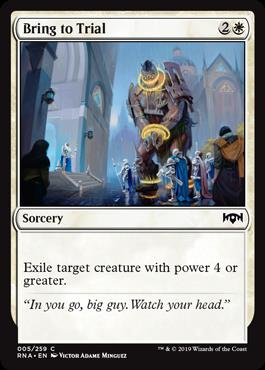 Bring to Trial 2
Sorcery
Exile target creature with power 4 or
greater.
“In you go, big guy. Watch your head.”
005/259 C
RNA • EN VICTOR ADAME MINGUEZ
™ & © 2019 Wizards of the Coast